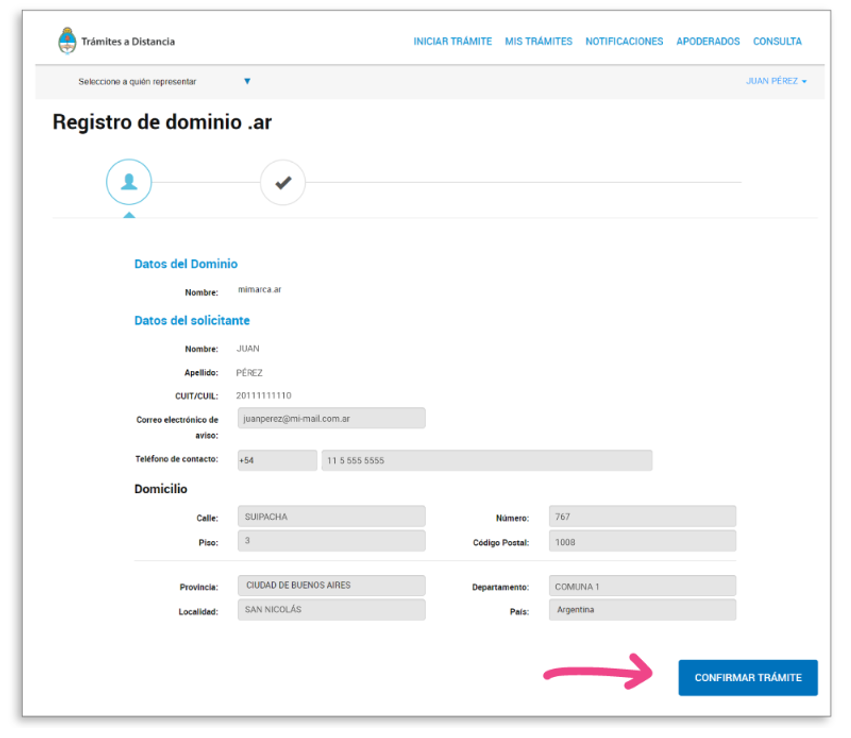 Trámites a Distancia
INICIAR TRÁMITE MIS TRÁMITES NOTIFICACIONES APODERADOS CONSULTA
Seleccione a quién representar
JUAN PÉREZ
Registro de dominio .ar
Datos del Dominio
Nombre: mimarca.ar
Datos del solicitante
Nombre: JUAN
Apellido: PÉREZ
CUIT/CUIL: 20111111110
Correo electrónico de
aviso: juanperez@mi-mail.com.ar
Teléfono de contacto: +54 11 5 555 5555
Domicilio
Calle: SUIPACHA Número: 767
Piso: 3 Código Postal: 1008
Provincia: CIUDAD DE BUENOS AIRES Departamento: COMUNA 1
Localidad: SAN NICOLÁS País: Argentina
CONFIRMAR TRÁMITE